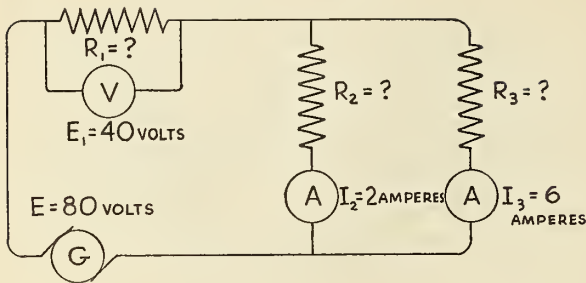 R₁ = ?
V
E₁ = 40 VOLTS
R₂ = ?
R₃ = ?
A
I₂ = 2 AMPERES
A
I₃ = 6
AMPERES
E = 80 VOLTS
G